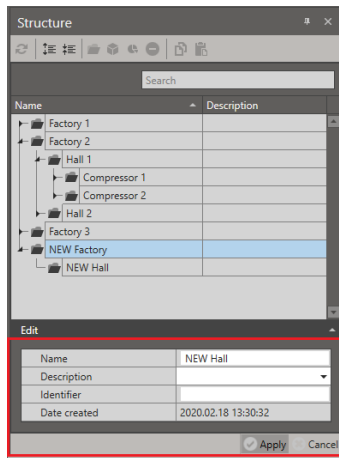 Structure
Search
Name Description
Factory 1
Factory 2
Hall 1
Compressor 1
Compressor 2
Hall 2
Factory 3
NEW Factory
NEW Hall
Edit
Name NEW Hall
Description
Identifier
Date created 2020.02.18 13:30:32
Apply Cancel